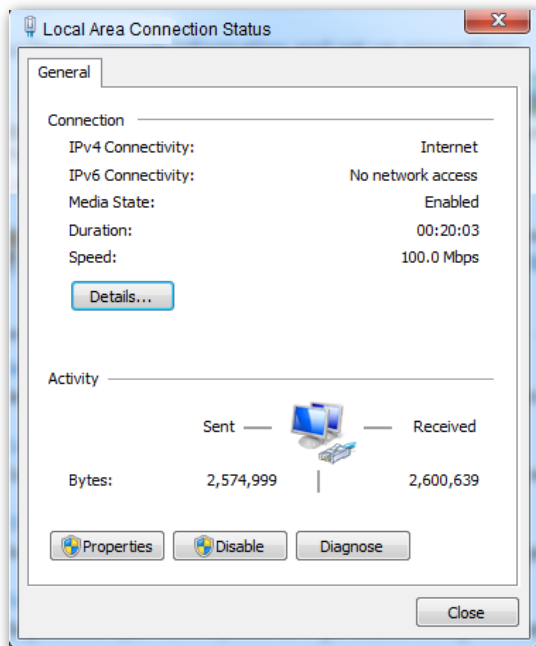 Local Area Connection Status
General
Connection
IPv4 Connectivity: Internet
IPv6 Connectivity: No network access
Media State: Enabled
Duration: 00:20:03
Speed: 100.0 Mbps
Details...
Activity
Sent Received
Bytes: 2,574,999 2,600,639
Properties Disable Diagnose
Close